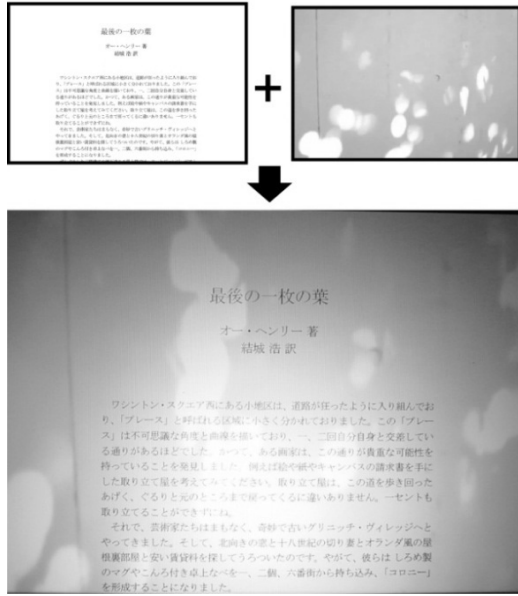 最後の一枚の葉
オー・ヘンリー 著
結城 浩 訳
+
最後の一枚の葉
オー・ヘンリー 著
結城 浩 訳
ワシントン・スクエア西にある小地区は、道路が狂ったように入り組んでお
り、「プレース」と呼ばれる区域に小さく分かれておりました。この「プレー
ス」は不可思議な角度と曲線を描いており、一、二回自分自身と交差してい
る通りがあるほどでした。かつて、ある画家は、この通りが貴重な可能性を
持っていることを発見しました。例えば絵や紙やキャンバスの請求書を手に
した取り立て屋を考えてみてください。取り立て屋は、この道を歩き回った
あげく、ぐるりと元のところまで戻ってくるに違いありません。一セントも
取り立てることができずにね。
それで、芸術家たちはまもなく、奇妙で古いグリニッチ・ヴィレッジへと
やってきました。そして、北向きの窓と十八世紀の切り妻とオランダ風の屋
根裏部屋と安い賃貸料を探してうろついたのです。やがて、彼らは しろめ製
のマグやこんろ付き卓上なべを一、二個、六番街から持ち込み、「コロニー」
を形成することになりました。